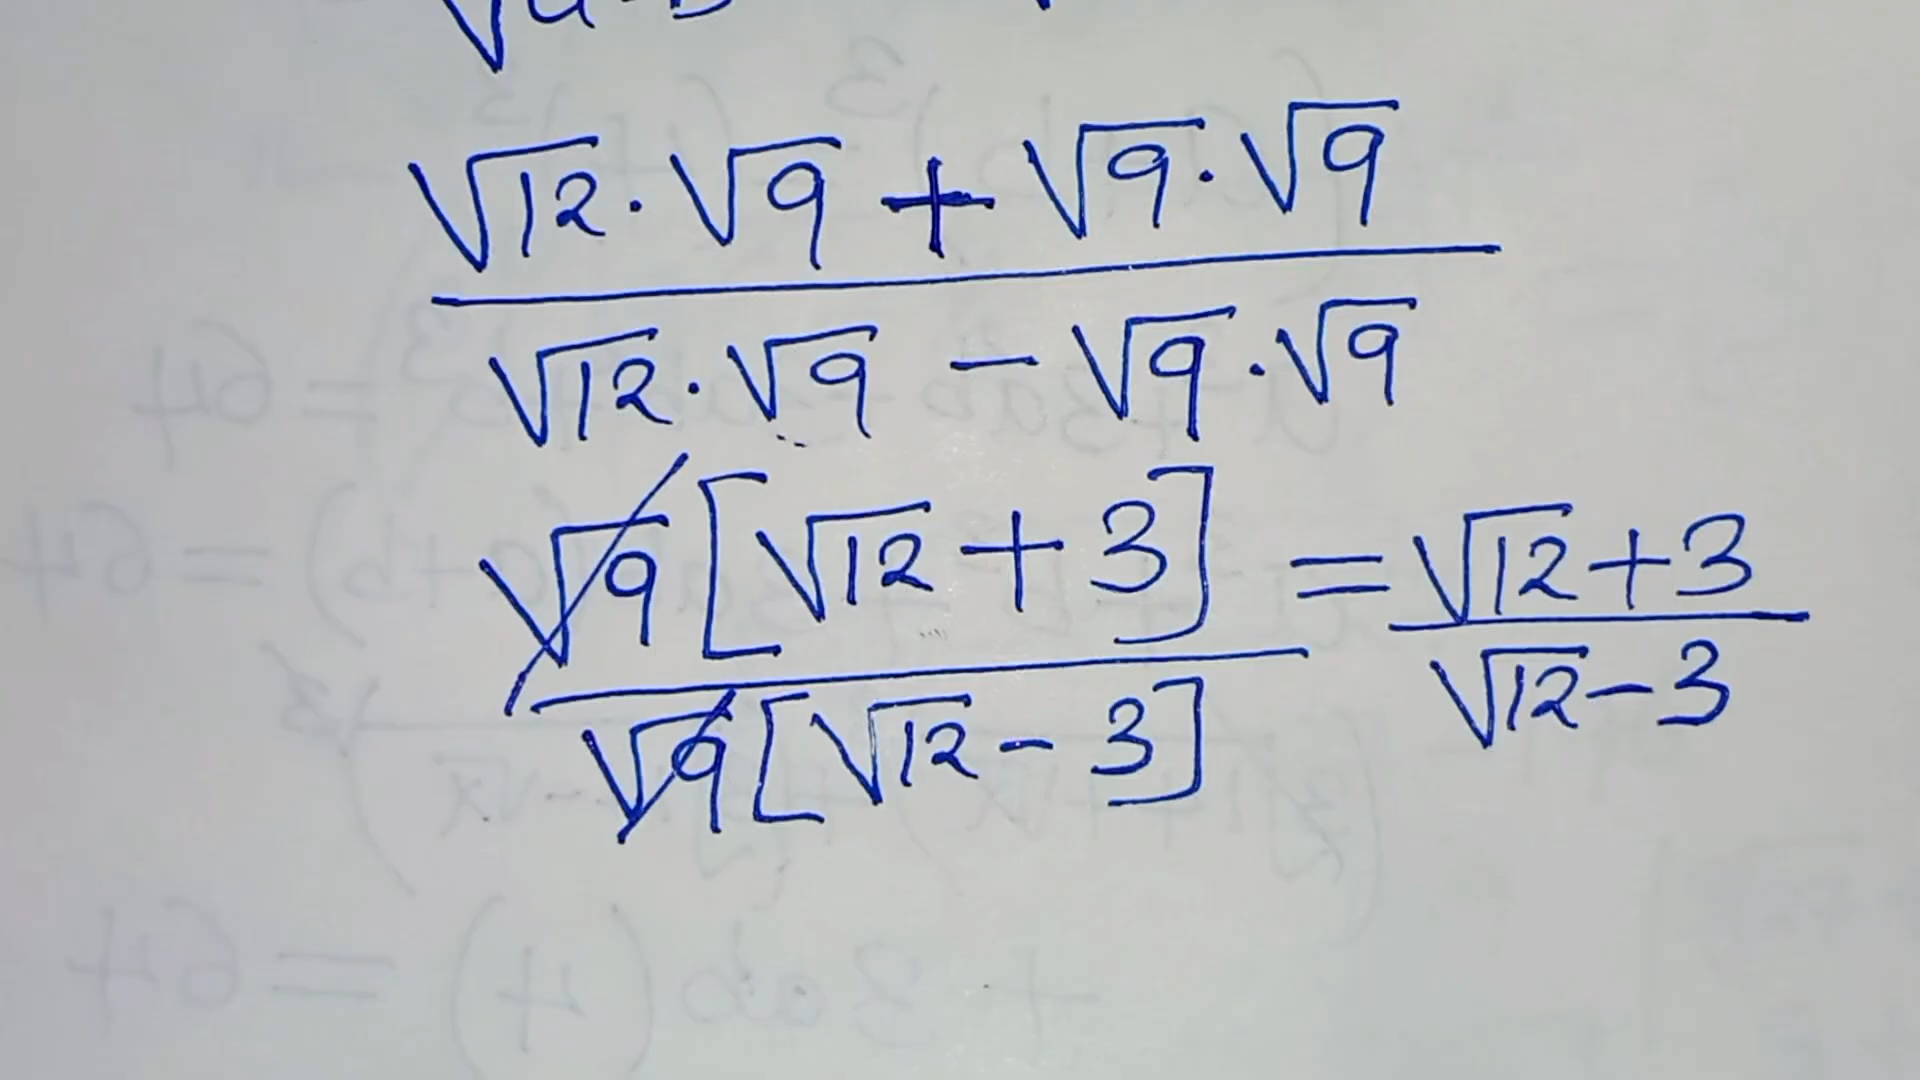 √12 · √9 + √9 · √9
√12 · √9 − √9 · √9
√9 [√12 + 3] = √12 + 3
√9 [√12 − 3] √12 − 3